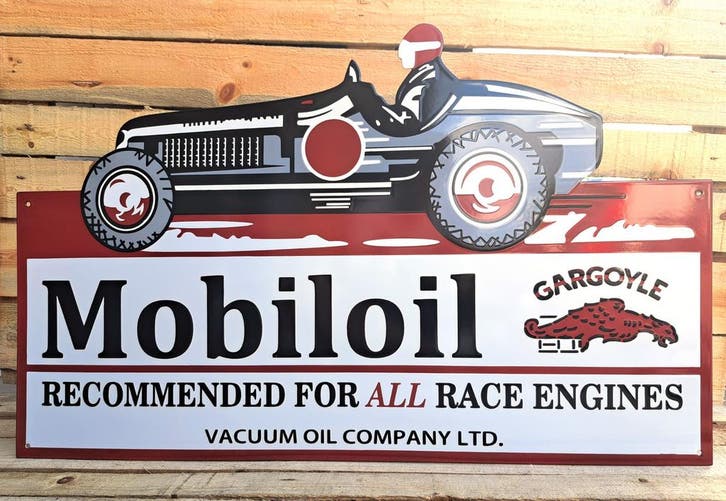 Mobiloil
GARGOYLE
RECOMMENDED FOR ALL RACE ENGINES
VACUUM OIL COMPANY LTD.